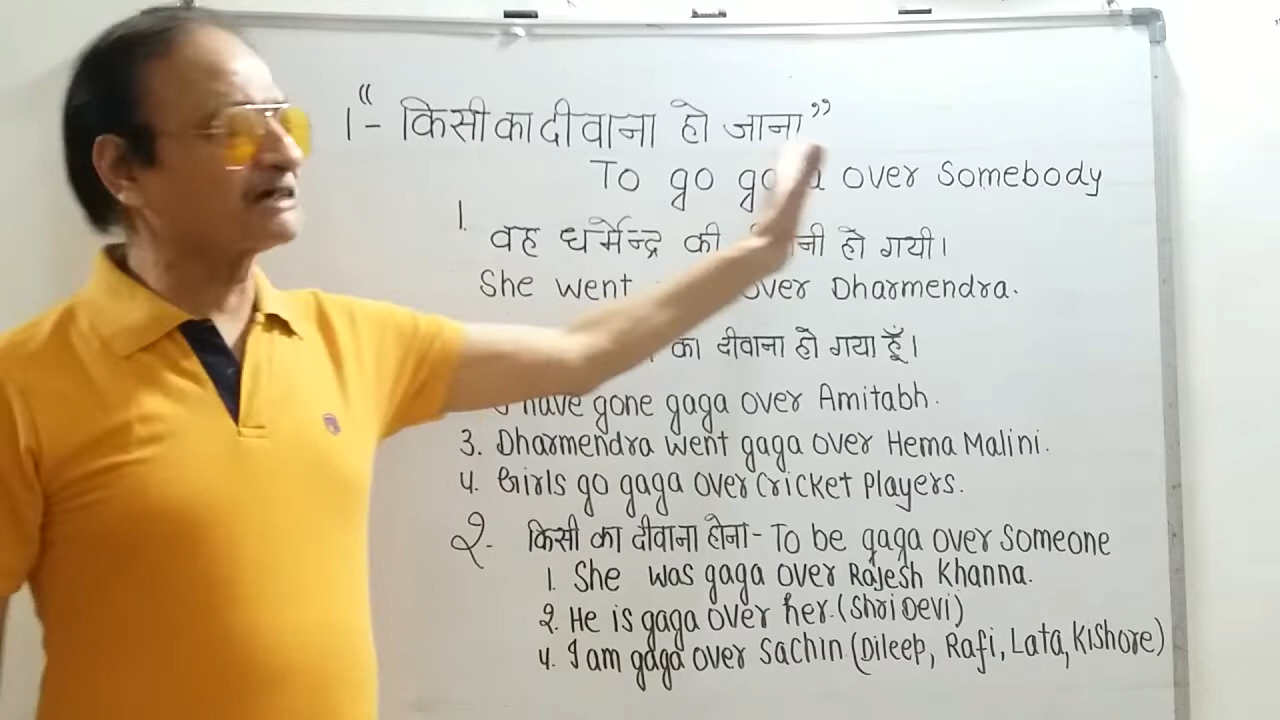 1“- किसी का दीवाना हो जाना”
To go over Somebody
1. वह धर्मेन्द्र की हो गयी।
She went over Dharmendra.
का दीवाना हो गया हूँ।
have gone gaga over Amitabh.
3. Dharmendra went gaga over Hema Malini.
4. Girls go gaga over cricket players.
२. किसी का दीवाना होना- To be gaga over someone
1. She was gaga over Rajesh Khanna.
२. He is gaga over her. (Shri Devi)
4. I am gaga over Sachin (Dileep, Rafi, Lata, Kishore)